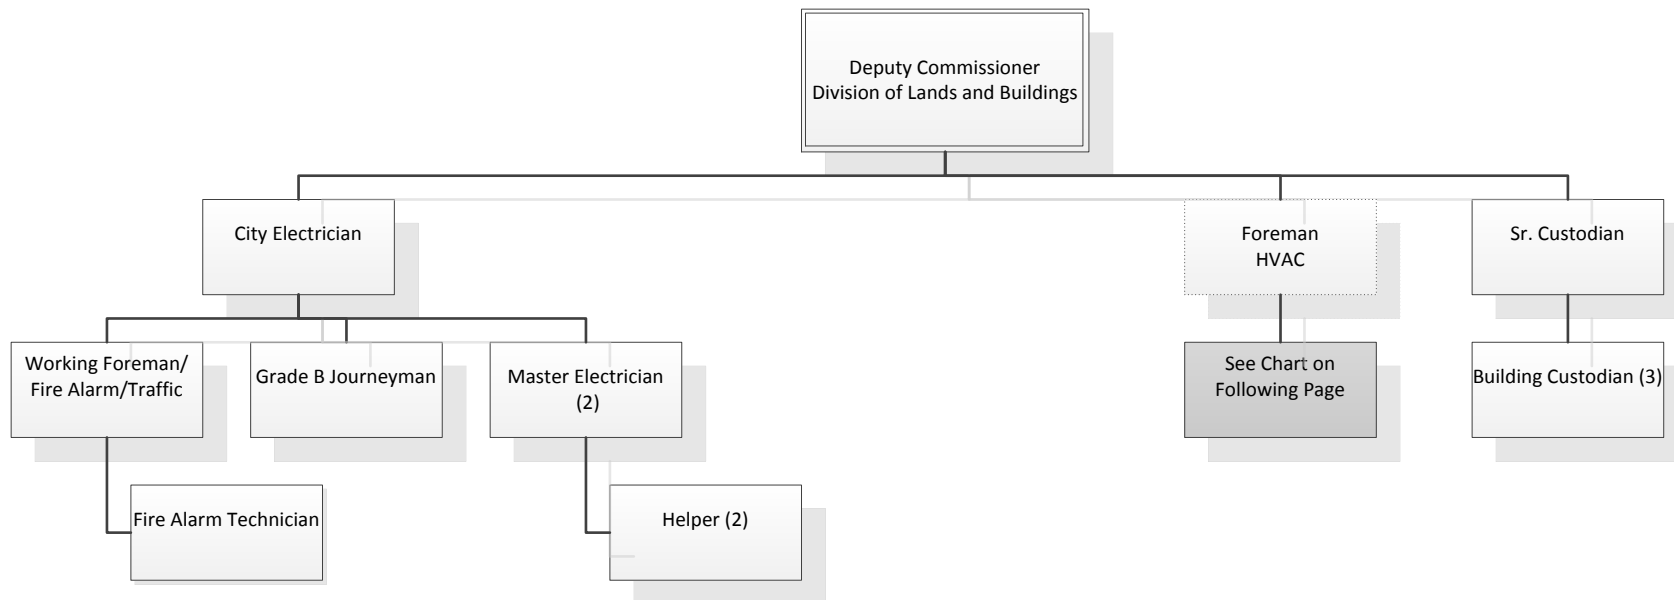 Deputy Commissioner
Division of Lands and Buildings
City Electrician
Foreman
HVAC
Sr. Custodian
Working Foreman/
Fire Alarm/Traffic
Grade B Journeyman
Master Electrician
(2)
See Chart on
Following Page
Building Custodian (3)
Fire Alarm Technician
Helper (2)